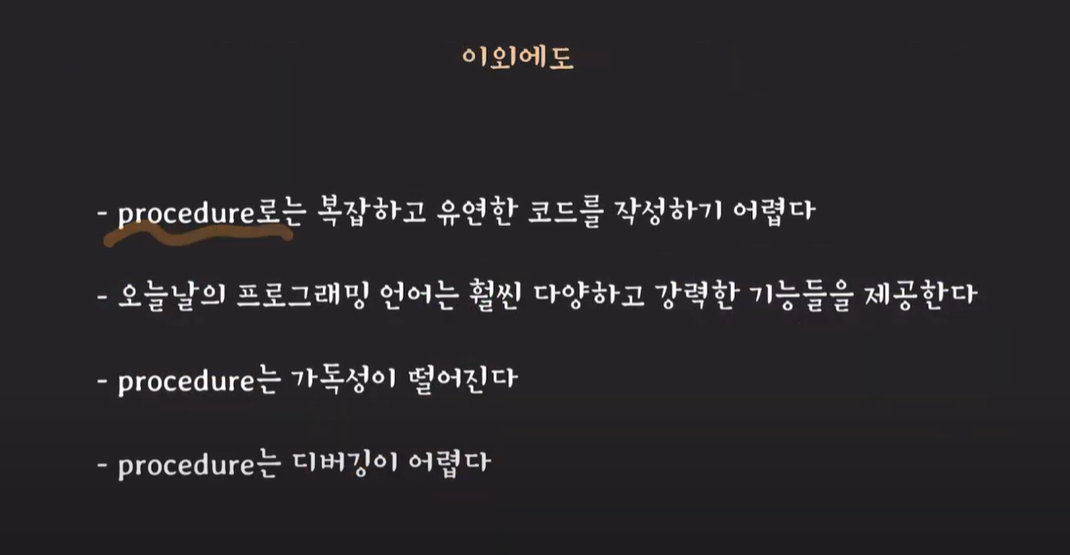 이외에도
- procedure로는 복잡하고 유연한 코드를 작성하기 어렵다
- 오늘날의 프로그래밍 언어는 훨씬 다양하고 강력한 기능들을 제공한다
- procedure는 가독성이 떨어진다
- procedure는 디버깅이 어렵다